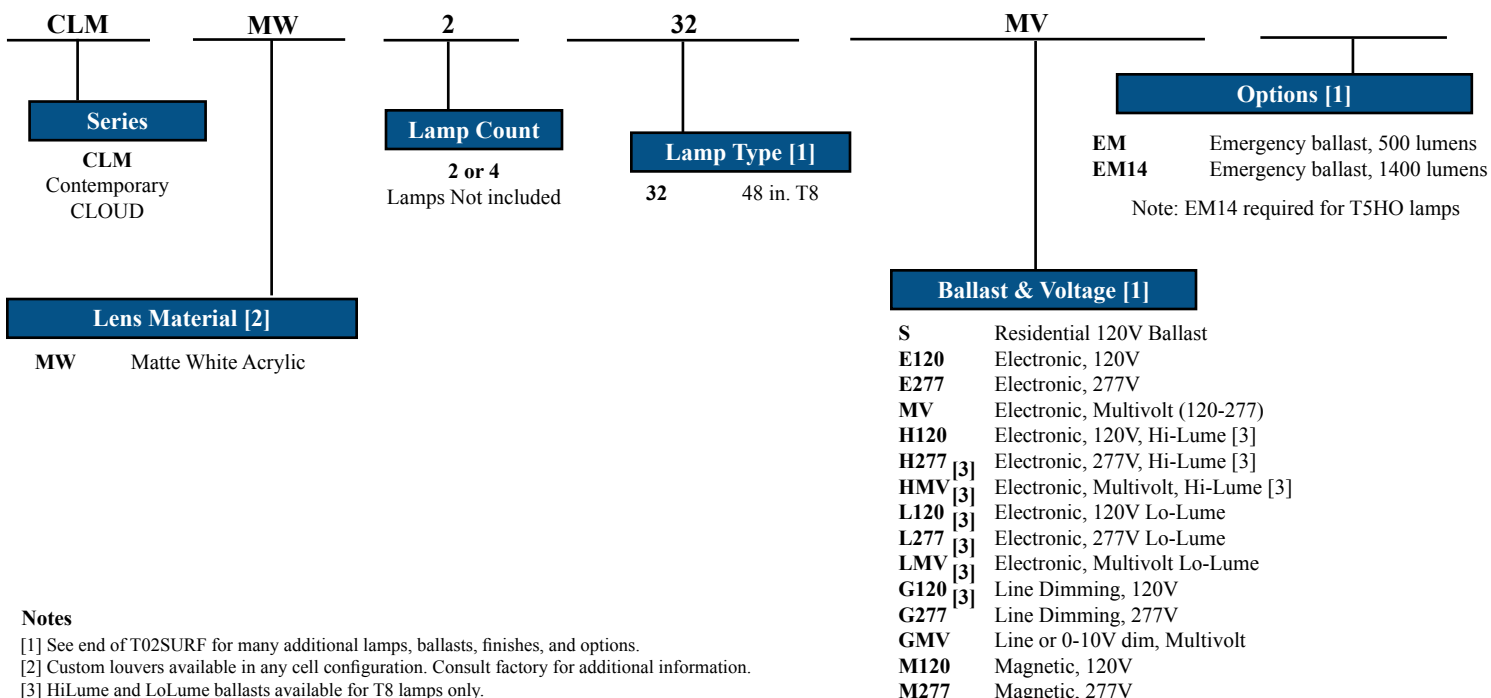 CLM MW 2 32 MV
Series
CLM
Contemporary
CLOUD
Lens Material [2]
MW Matte White Acrylic
Lamp Count
2 or 4
Lamps Not included
Lamp Type [1]
32 48 in. T8
Options [1]
EM Emergency ballast, 500 lumens
EM14 Emergency ballast, 1400 lumens
Note: EM14 required for T5HO lamps
Ballast & Voltage [1]
S Residential 120V Ballast
E120 Electronic, 120V
E277 Electronic, 277V
MV Electronic, Multivolt (120-277)
H120 Electronic, 120V, Hi-Lume [3]
H277 [3] Electronic, 277V, Hi-Lume [3]
HMV [3] Electronic, Multivolt, Hi-Lume [3]
L120 [3] Electronic, 120V Lo-Lume
L277 [3] Electronic, 277V Lo-Lume
LMV [3] Electronic, Multivolt Lo-Lume
G120 [3] Line Dimming, 120V
G277 Line Dimming, 277V
GMV Line or 0-10V dim, Multivolt
M120 Magnetic, 120V
M277 Magnetic, 277V
Notes
[1] See end of T02SURF for many additional lamps, ballasts, finishes, and options.
[2] Custom louvers available in any cell configuration. Consult factory for additional information.
[3] HiLume and LoLume ballasts available for T8 lamps only.